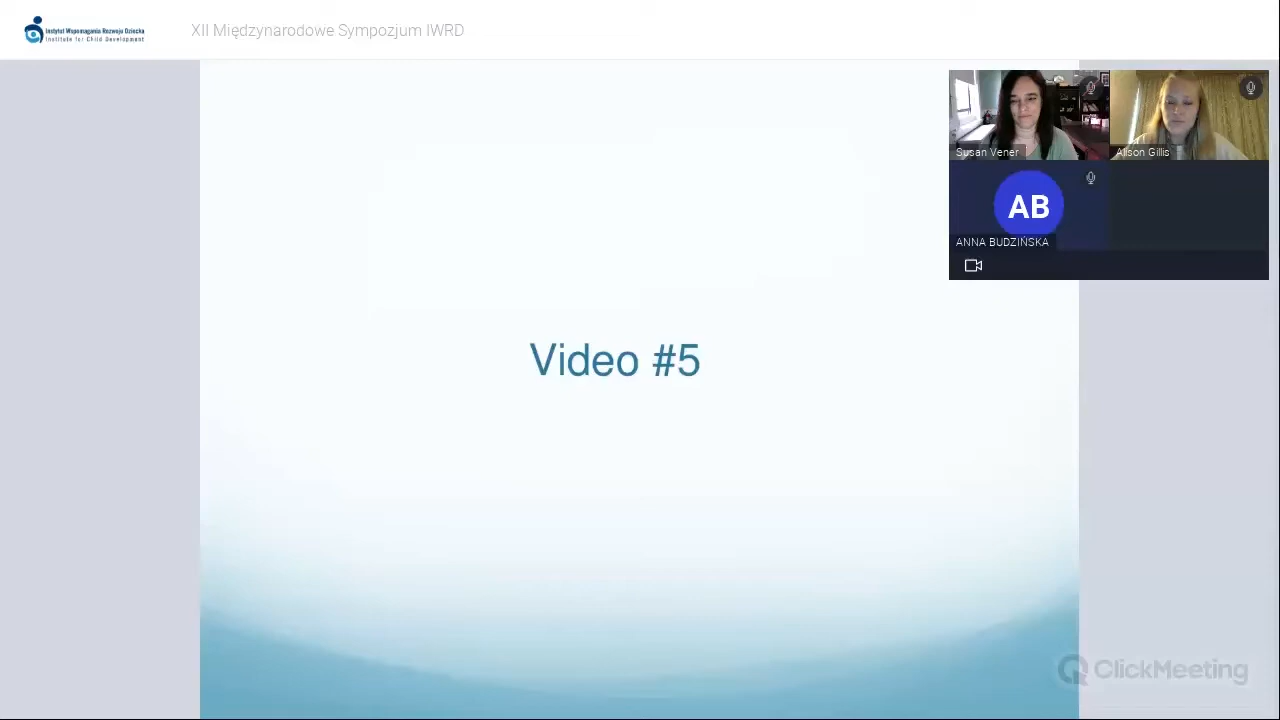 Instytut Wspomagania Rozwoju Dziecka
Institute for Child Development
XII Międzynarodowe Sympozjum IWRD
Susan Vener
Alison Gillis
AB
ANNA BUDZIŃSKA
Video #5
ClickMeeting